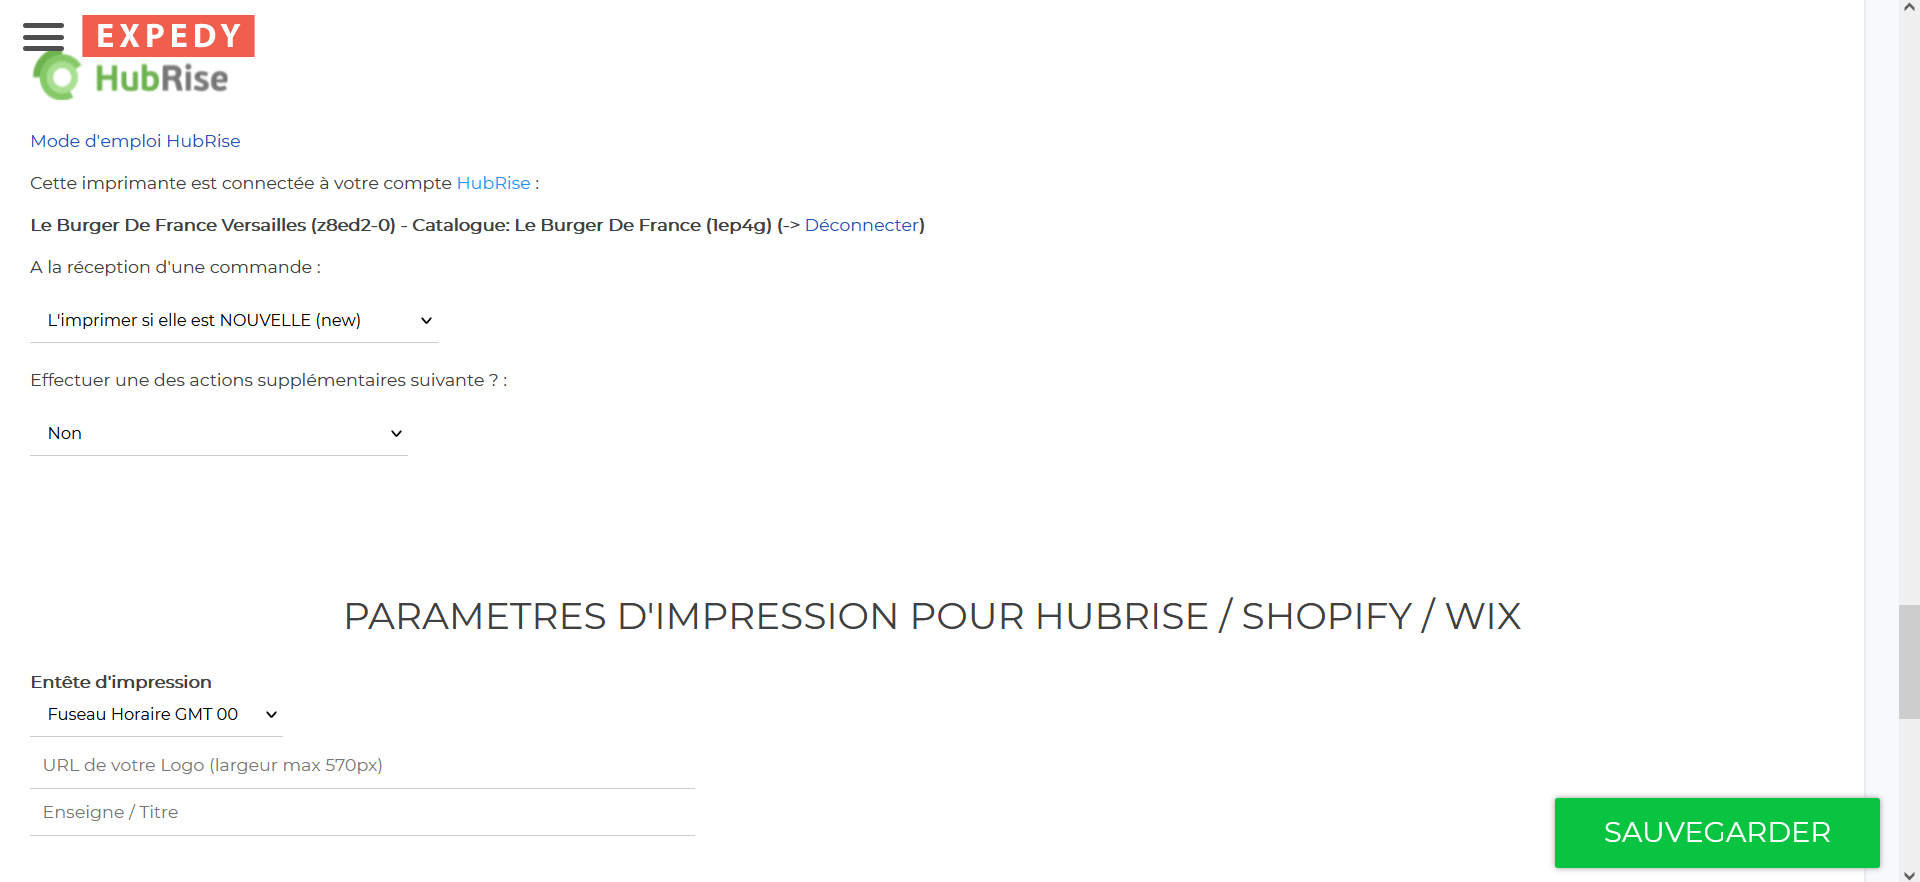 EXPEDY
HubRise
Mode d'emploi HubRise
Cette imprimante est connectée à votre compte HubRise :
Le Burger De France Versailles (z8ed2-0) - Catalogue: Le Burger De France (1ep4g) (-> Déconnecter)
A la réception d'une commande :
L'imprimer si elle est NOUVELLE (new)
Effectuer une des actions supplémentaires suivante ? :
Non
PARAMETRES D'IMPRESSION POUR HUBRISE / SHOPIFY / WIX
Entête d'impression
Fuseau Horaire GMT 00
URL de votre Logo (largeur max 570px)
Enseigne / Titre
SAUVEGARDER